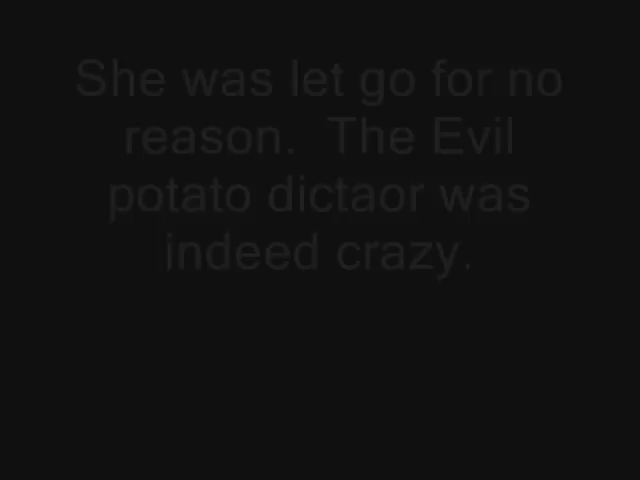 She was let go for no
reason.  The Evil
potato dictaor was
indeed crazy.